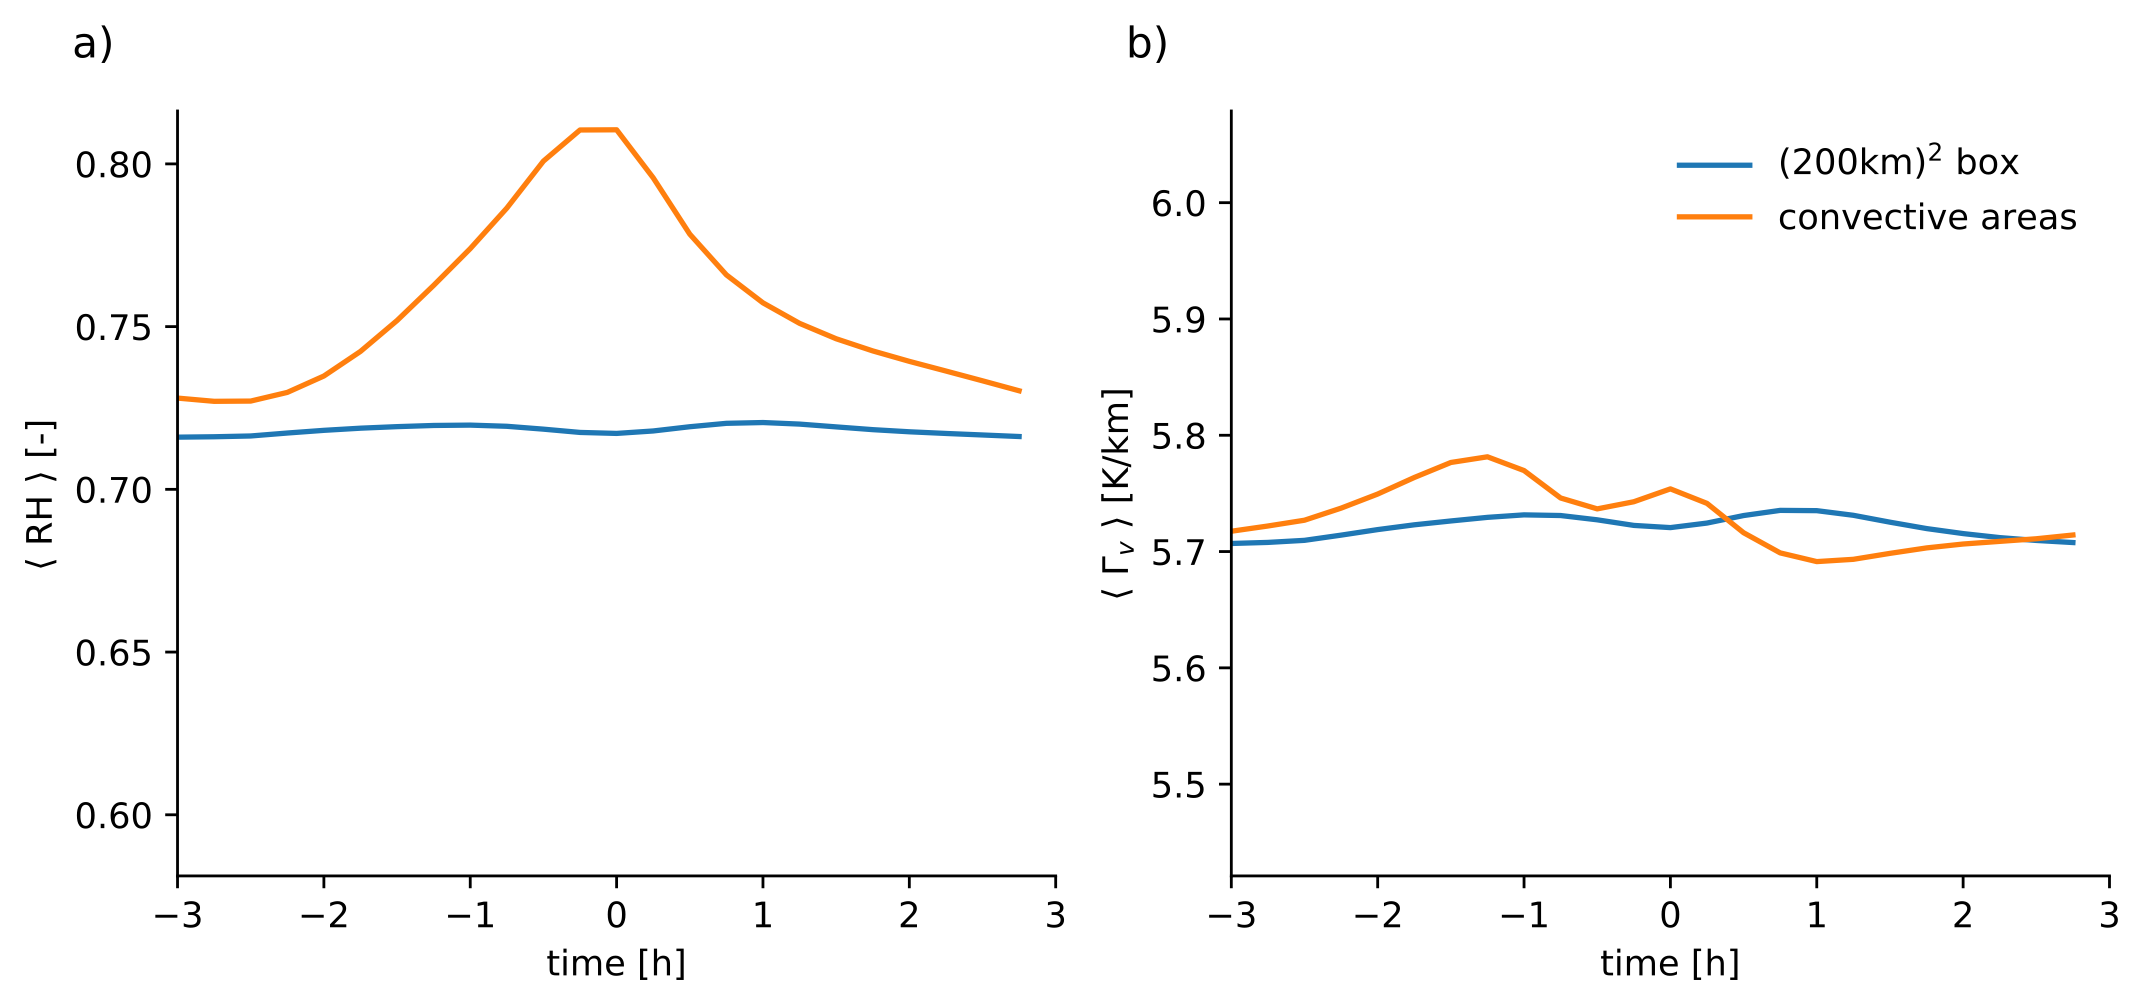 a)
0.80
0.75
0.70
0.65
0.60
⟨ RH ⟩ [-]
−3 −2 −1 0 1 2 3
time [h]
b)
(200km)² box
convective areas
6.0
5.9
5.8
5.7
5.6
5.5
⟨ Γᵥ ⟩ [K/km]
−3 −2 −1 0 1 2 3
time [h]